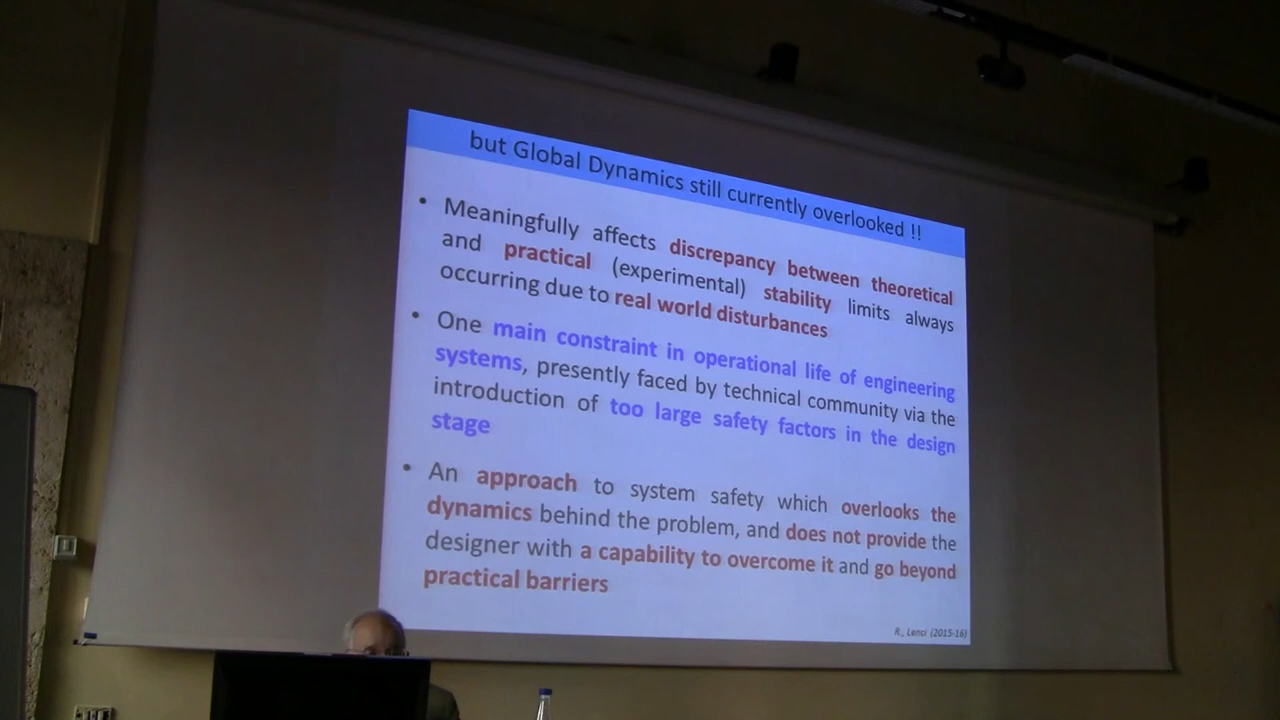 but Global Dynamics still currently overlooked !!
• Meaningfully affects discrepancy between theoretical
and practical (experimental) stability limits always
occurring due to real world disturbances
• One main constraint in operational life of engineering
systems, presently faced by technical community via the
introduction of too large safety factors in the design
stage
• An approach to system safety which overlooks the
dynamics behind the problem, and does not provide the
designer with a capability to overcome it and go beyond
practical barriers
R., Lenci (2015-16)